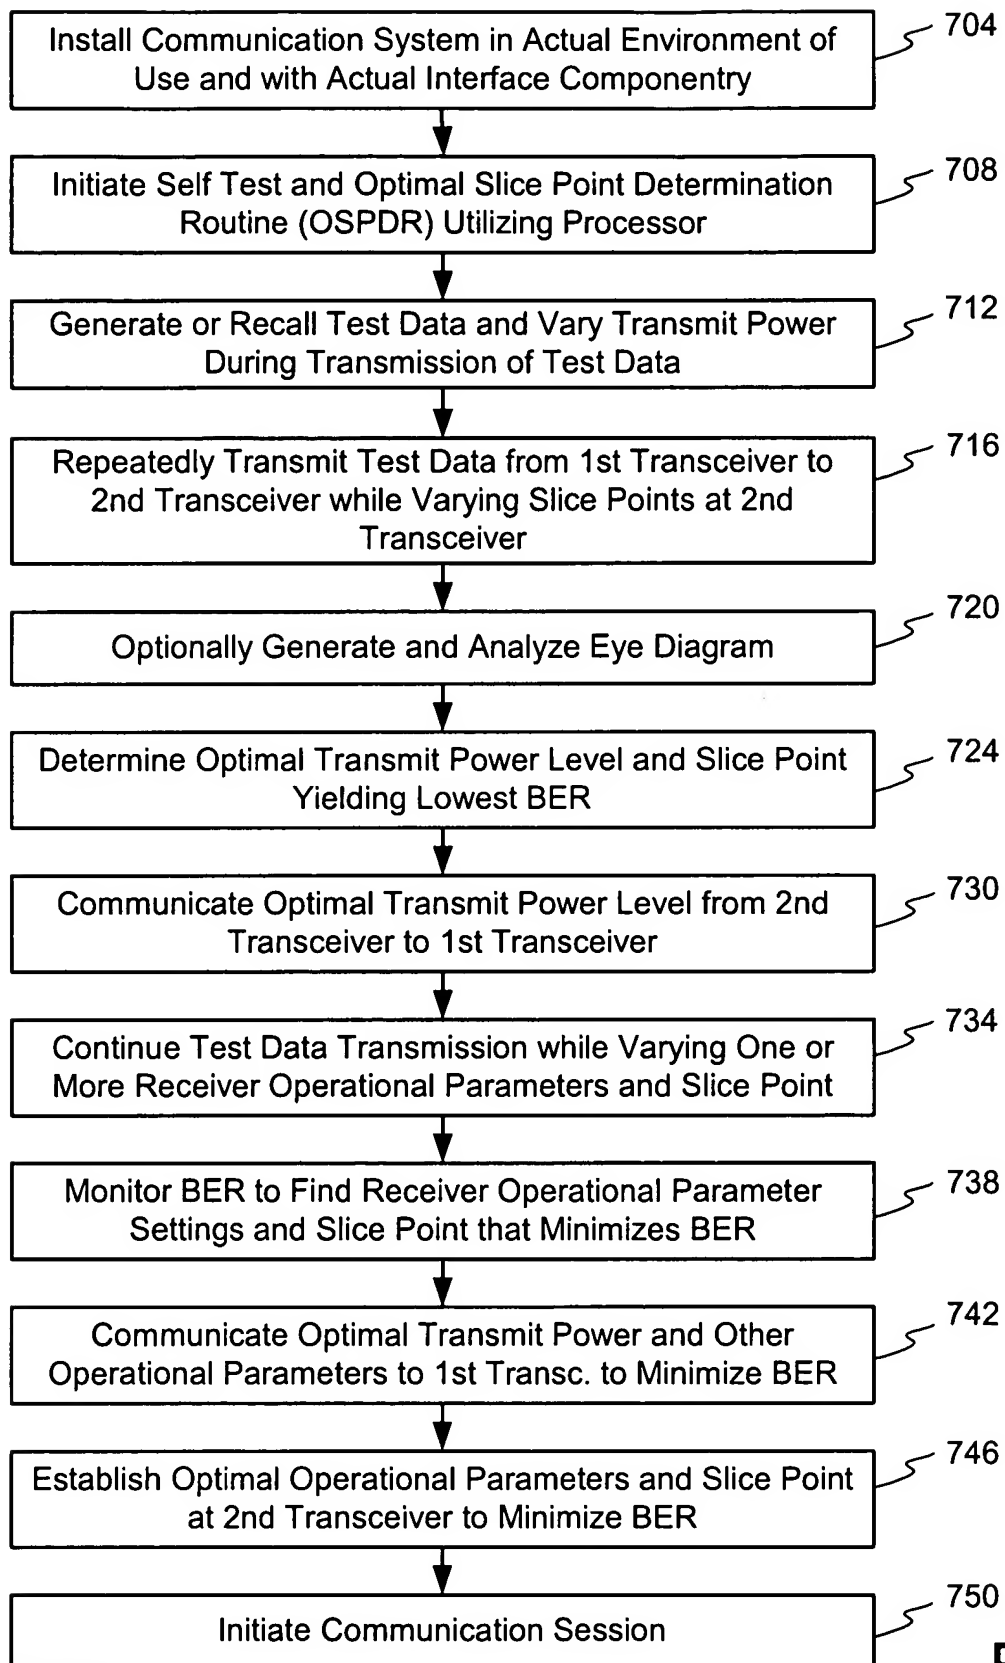 Install Communication System in Actual Environment of
Use and with Actual Interface Componentry
704
Initiate Self Test and Optimal Slice Point Determination
Routine (OSPDR) Utilizing Processor
708
Generate or Recall Test Data and Vary Transmit Power
During Transmission of Test Data
712
Repeatedly Transmit Test Data from 1st Transceiver to
2nd Transceiver while Varying Slice Points at 2nd
Transceiver
716
Optionally Generate and Analyze Eye Diagram
720
Determine Optimal Transmit Power Level and Slice Point
Yielding Lowest BER
724
Communicate Optimal Transmit Power Level from 2nd
Transceiver to 1st Transceiver
730
Continue Test Data Transmission while Varying One or
More Receiver Operational Parameters and Slice Point
734
Monitor BER to Find Receiver Operational Parameter
Settings and Slice Point that Minimizes BER
738
Communicate Optimal Transmit Power and Other
Operational Parameters to 1st Transc. to Minimize BER
742
Establish Optimal Operational Parameters and Slice Point
at 2nd Transceiver to Minimize BER
746
Initiate Communication Session
750